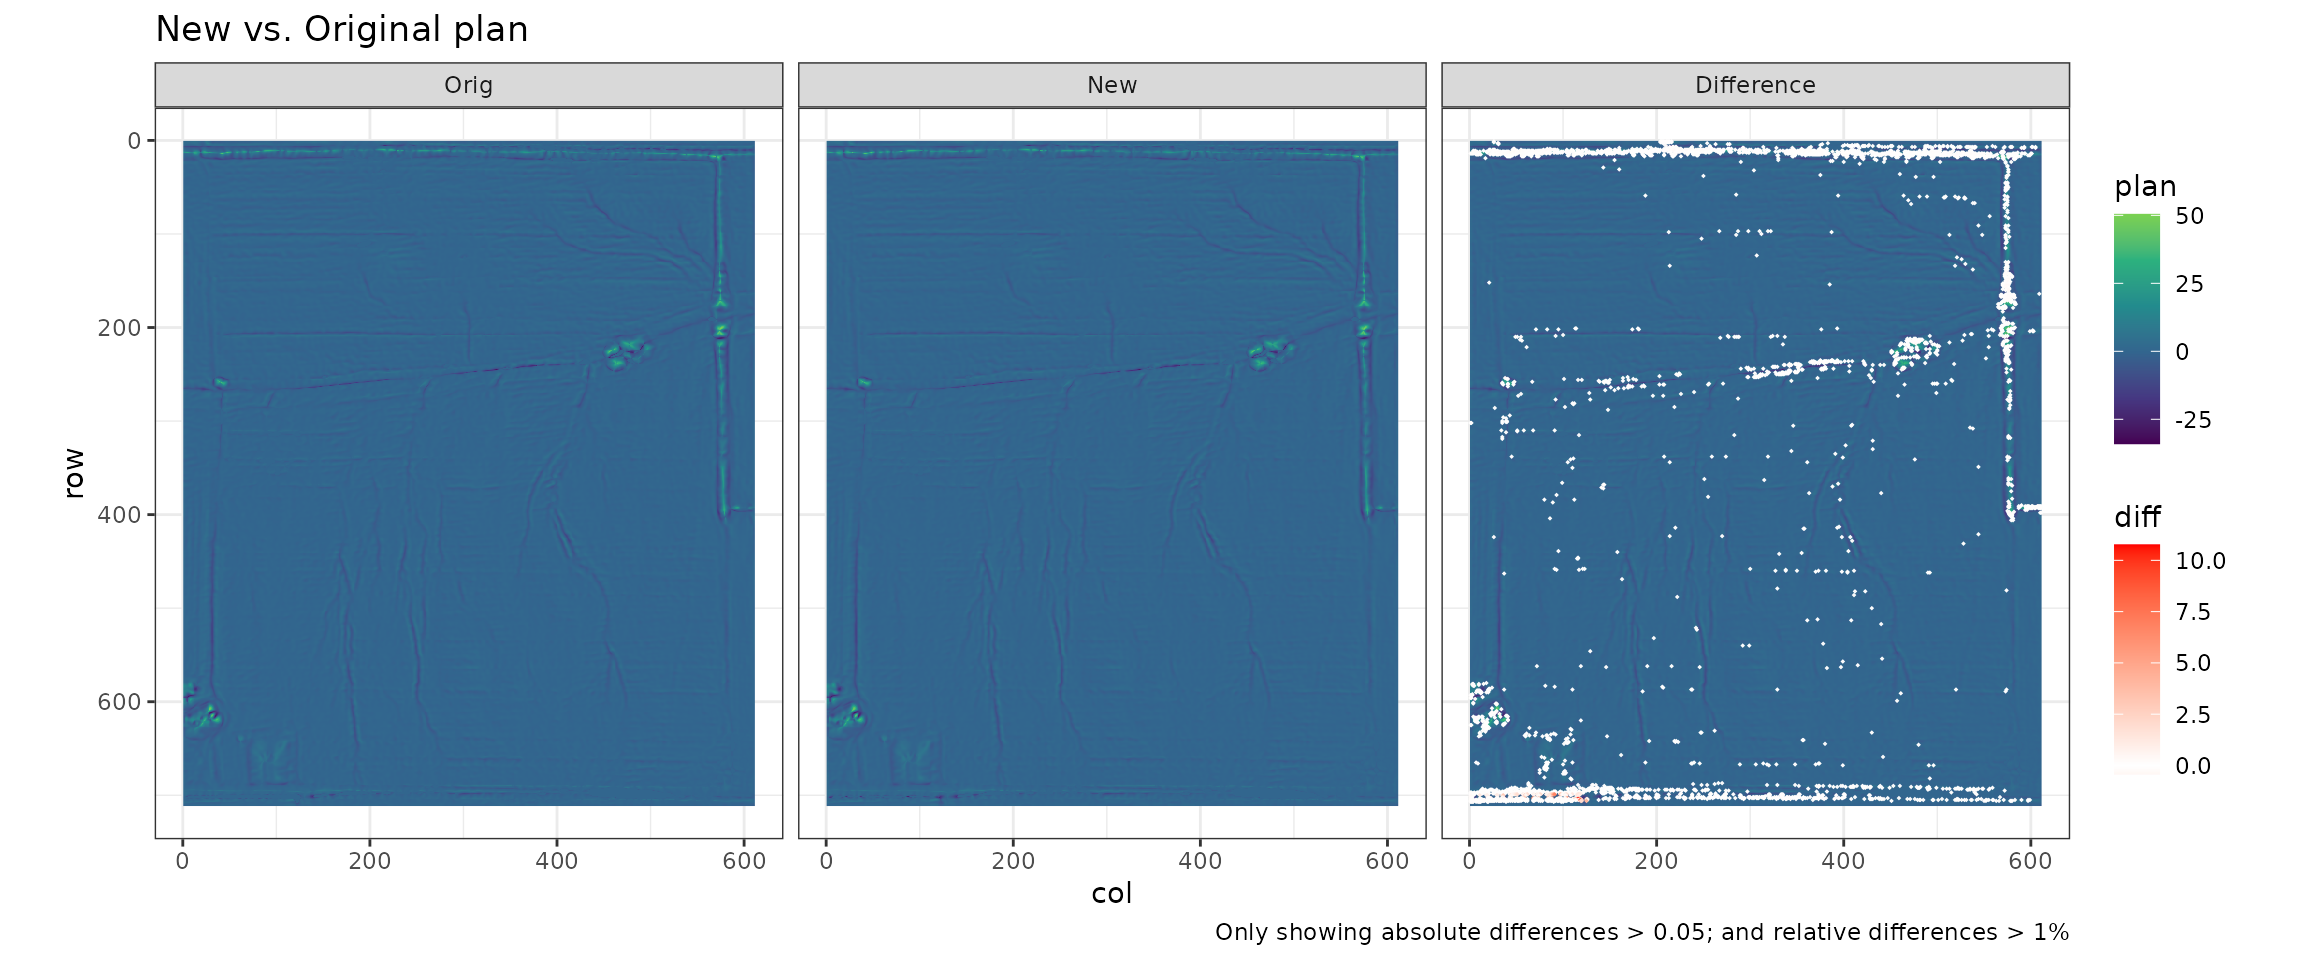 New vs. Original plan
Orig
New
Difference
row
0
200
400
600
0
200
400
600
0
200
400
600
0
200
400
600
col
plan
50
25
0
-25
diff
10.0
7.5
5.0
2.5
0.0
Only showing absolute differences > 0.05; and relative differences > 1%